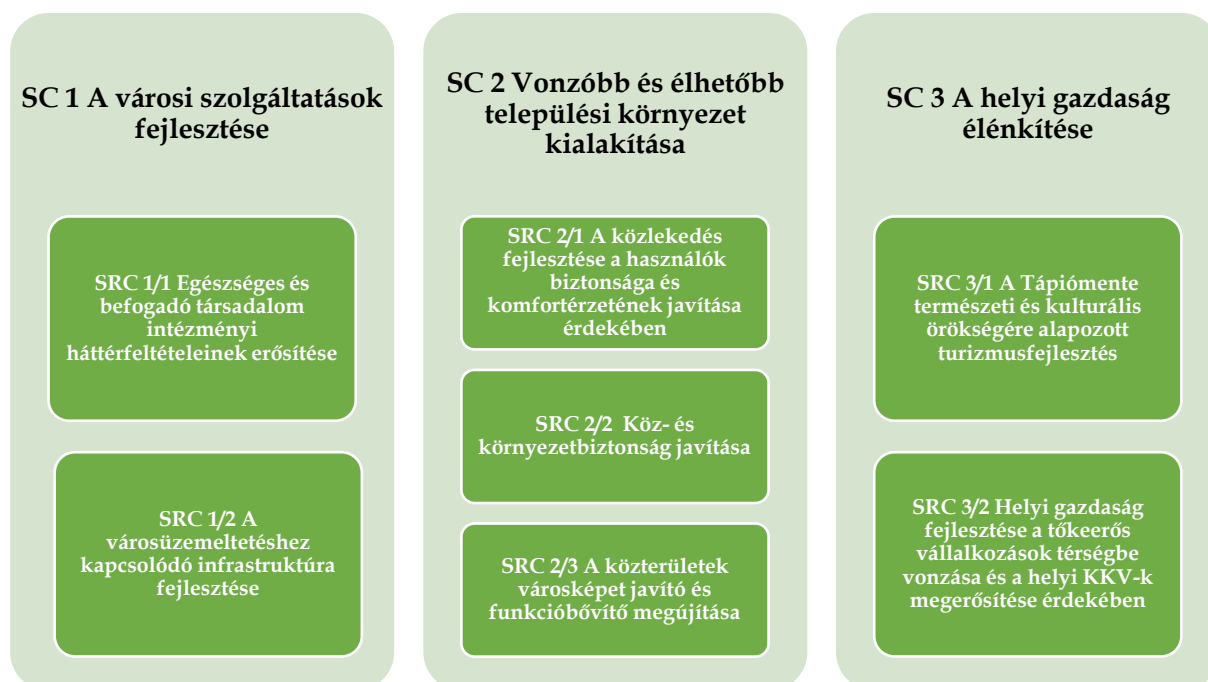 SC 1 A városi szolgáltatások
fejlesztése
SRC 1/1 Egészséges és
befogadó társadalom
intézményi
háttérfeltételeinek erősítése
SRC 1/2 A
városüzemeltetéshez
kapcsolódó infrastruktúra
fejlesztése
SC 2 Vonzóbb és élhetőbb
települési környezet
kialakítása
SRC 2/1 A közlekedés
fejlesztése a használók
biztonsága és
komfortérzetének javítása
érdekében
SRC 2/2 Köz- és
környezetbiztonság javítása
SRC 2/3 A közterületek
városképet javító és
funkcióbővítő megújítása
SC 3 A helyi gazdaság
élénkítése
SRC 3/1 A Tápiómente
természeti és kulturális
örökségére alapozott
turizmusfejlesztés
SRC 3/2 Helyi gazdaság
fejlesztése a tőkeerős
vállalkozások térségbe
vonzása és a helyi KKV-k
megerősítése érdekében